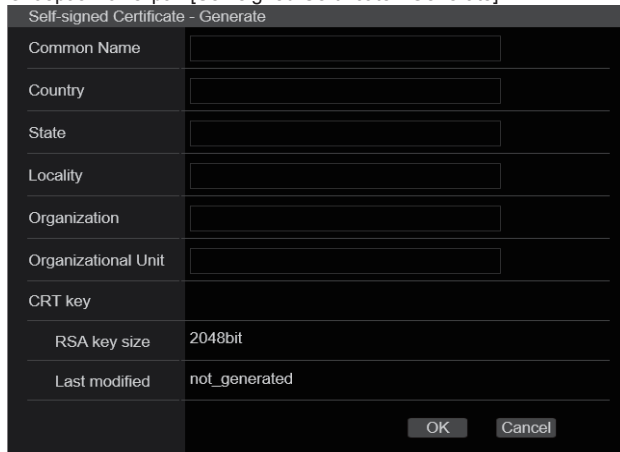 Self-signed Certificate - Generate
Common Name
Country
State
Locality
Organization
Organizational Unit
CRT key
RSA key size 2048bit
Last modified not_generated
OK Cancel